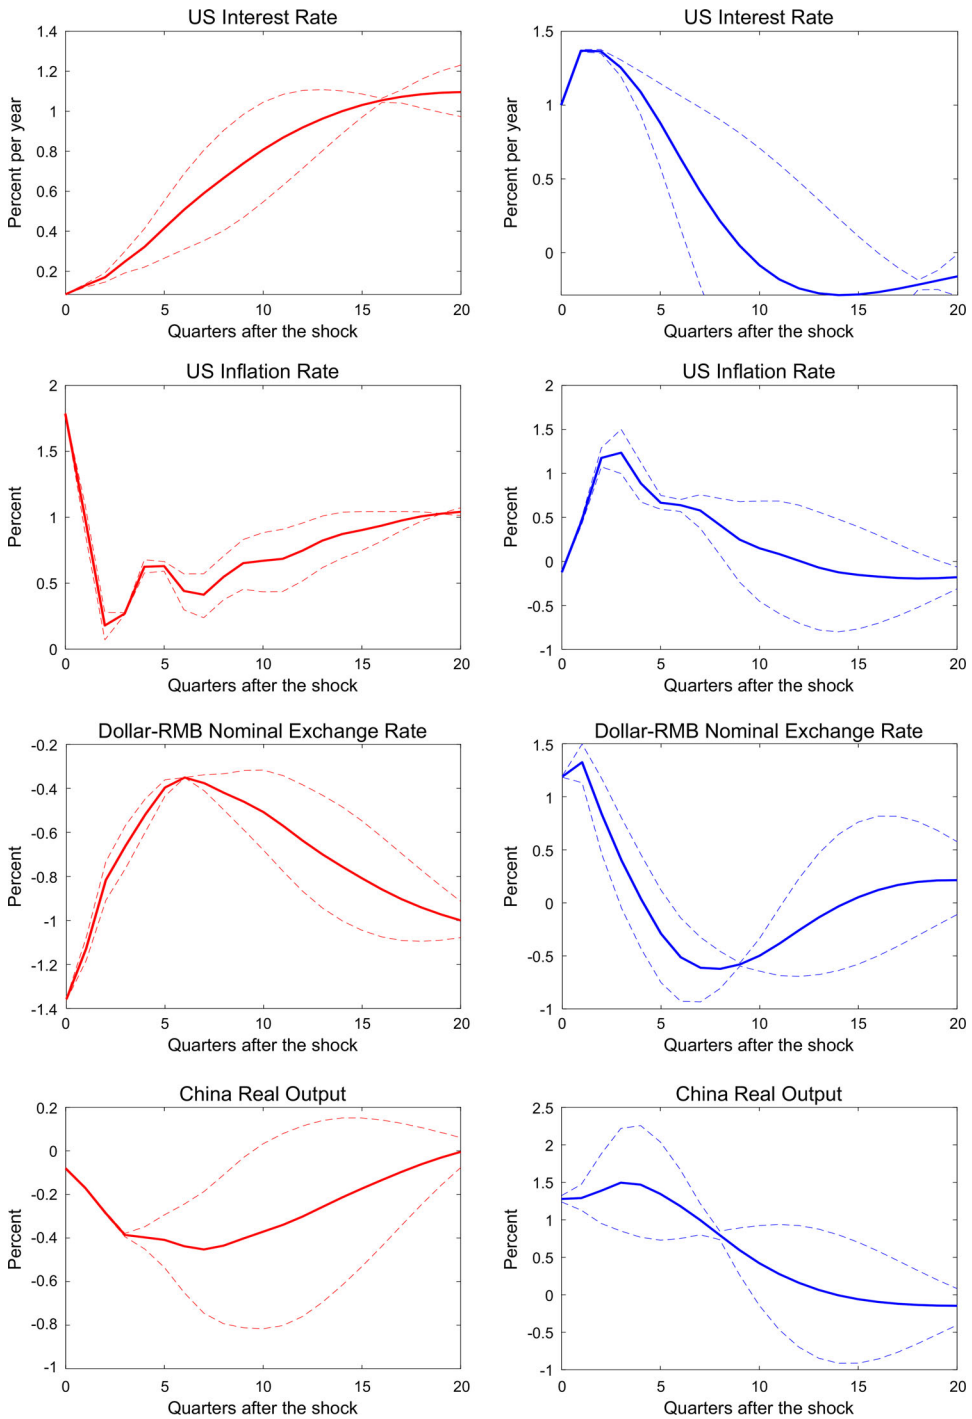 US Interest Rate
Percent per year
1.4
1.2
1
0.8
0.6
0.4
0.2
0 5 10 15 20
Quarters after the shock
US Interest Rate
Percent per year
1.5
1
0.5
0
0 5 10 15 20
Quarters after the shock
US Inflation Rate
Percent
2
1.5
1
0.5
0
0 5 10 15 20
Quarters after the shock
US Inflation Rate
Percent
2
1.5
1
0.5
0
-0.5
-1
0 5 10 15 20
Quarters after the shock
Dollar-RMB Nominal Exchange Rate
Percent
-0.2
-0.4
-0.6
-0.8
-1
-1.2
-1.4
0 5 10 15 20
Quarters after the shock
Dollar-RMB Nominal Exchange Rate
Percent
1.5
1
0.5
0
-0.5
-1
0 5 10 15 20
Quarters after the shock
China Real Output
Percent
0.2
0
-0.2
-0.4
-0.6
-0.8
-1
0 5 10 15 20
Quarters after the shock
China Real Output
Percent
2.5
2
1.5
1
0.5
0
-0.5
-1
0 5 10 15 20
Quarters after the shock